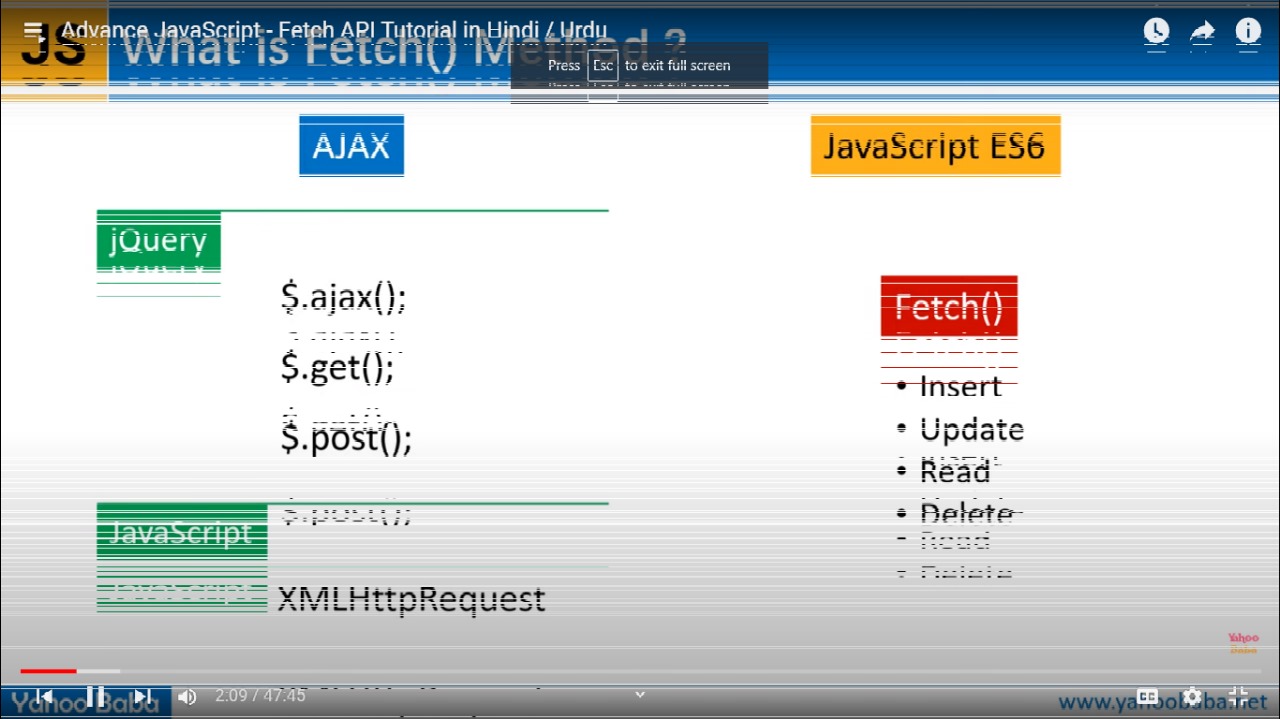 Advance JavaScript - Fetch API Tutorial in Hindi / Urdu
JS What is Fetch() Method ?
Press Esc to exit full screen
AJAX
JavaScript ES6
jQuery
$.ajax();
$.get();
$.post();
Fetch()
• Insert
• Update
• Read
• Delete
JavaScript
XMLHttpRequest
Yahoo
Baba
2:09 / 47:45
CC
Yahoo Baba
www.yahoobaba.net